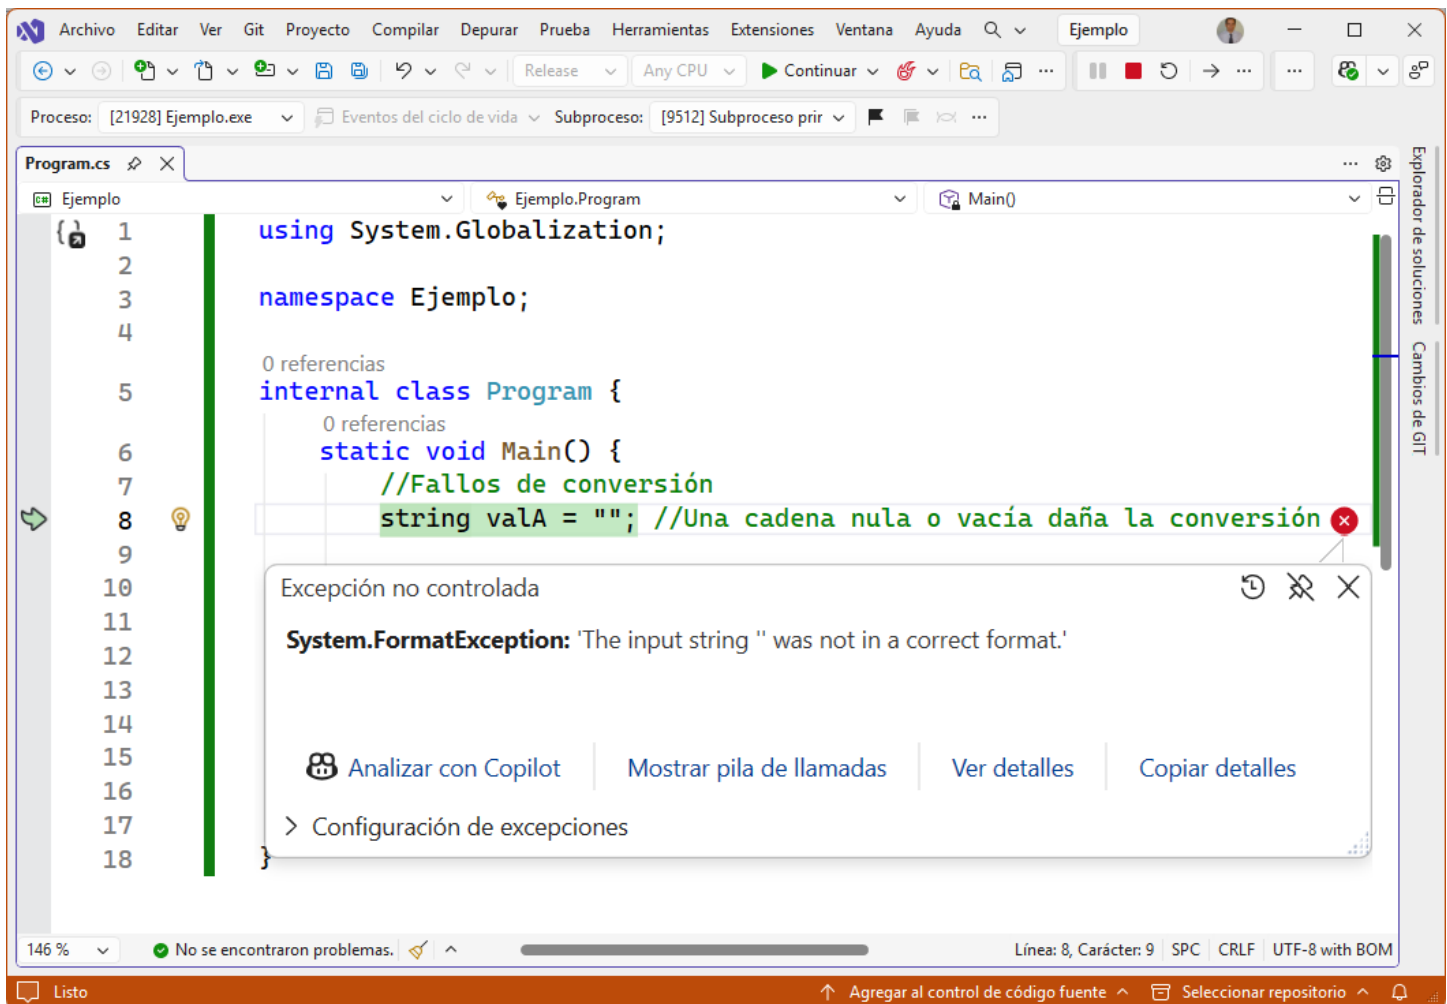 Archivo Editar Ver Git Proyecto Compilar Depurar Prueba Herramientas Extensiones Ventana Ayuda Ejemplo
Release Any CPU Continuar
Proceso: [21928] Ejemplo.exe Eventos del ciclo de vida Subproceso: [9512] Subproceso prir
Program.cs
C# Ejemplo Ejemplo.Program Main()
1 using System.Globalization;
2
3 namespace Ejemplo;
4
0 referencias
5 internal class Program {
0 referencias
6 static void Main() {
7 //Fallos de conversión
8 string valA = ""; //Una cadena nula o vacía daña la conversión
9
10
11
12
13
14
15
16
17
18 }
Excepción no controlada
System.FormatException: 'The input string '' was not in a correct format.'
Analizar con Copilot Mostrar pila de llamadas Ver detalles Copiar detalles
Configuración de excepciones
Explorador de soluciones
Cambios de GIT
146 % No se encontraron problemas. Línea: 8, Carácter: 9 SPC CRLF UTF-8 with BOM
Listo Agregar al control de código fuente Seleccionar repositorio